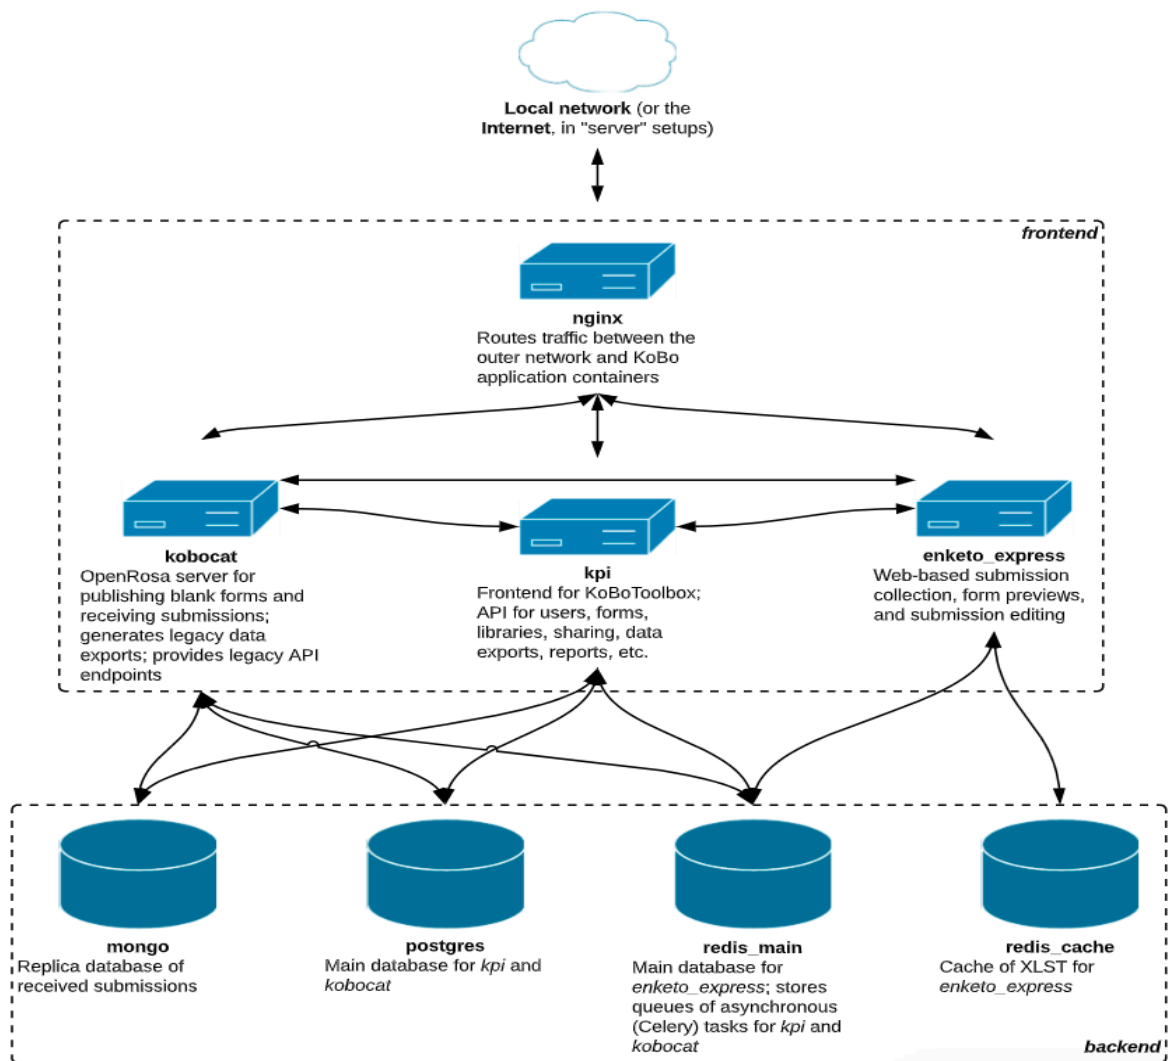 Local network (or the
Internet, in "server" setups)
frontend
nginx
Routes traffic between the
outer network and KoBo
application containers
kobocat
OpenRosa server for
publishing blank forms and
receiving submissions;
generates legacy data
exports; provides legacy API
endpoints
kpi
Frontend for KoBoToolbox;
API for users, forms,
libraries, sharing, data
exports, reports, etc.
enketo_express
Web-based submission
collection, form previews,
and submission editing
mongo
Replica database of
received submissions
postgres
Main database for kpi and
kobocat
redis_main
Main database for
enketo_express; stores
queues of asynchronous
(Celery) tasks for kpi and
kobocat
redis_cache
Cache of XLST for
enketo_express
backend